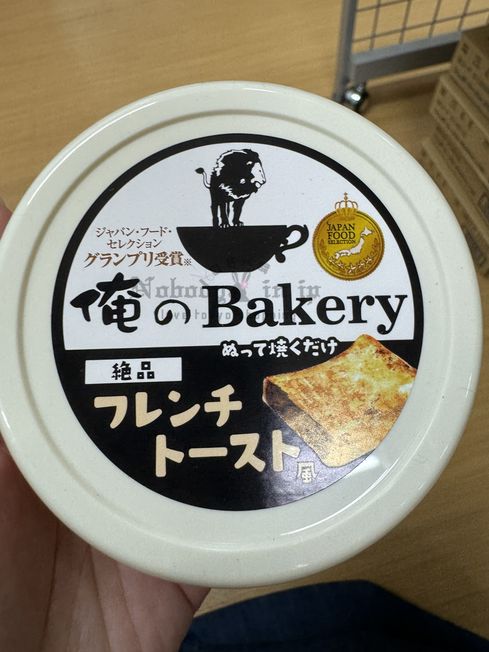 ジャパン・フード・
セレクション
グランプリ受賞※
JAPAN
FOOD
SELECTION
俺のBakery
ぬって焼くだけ
絶品
フレンチ
トースト風